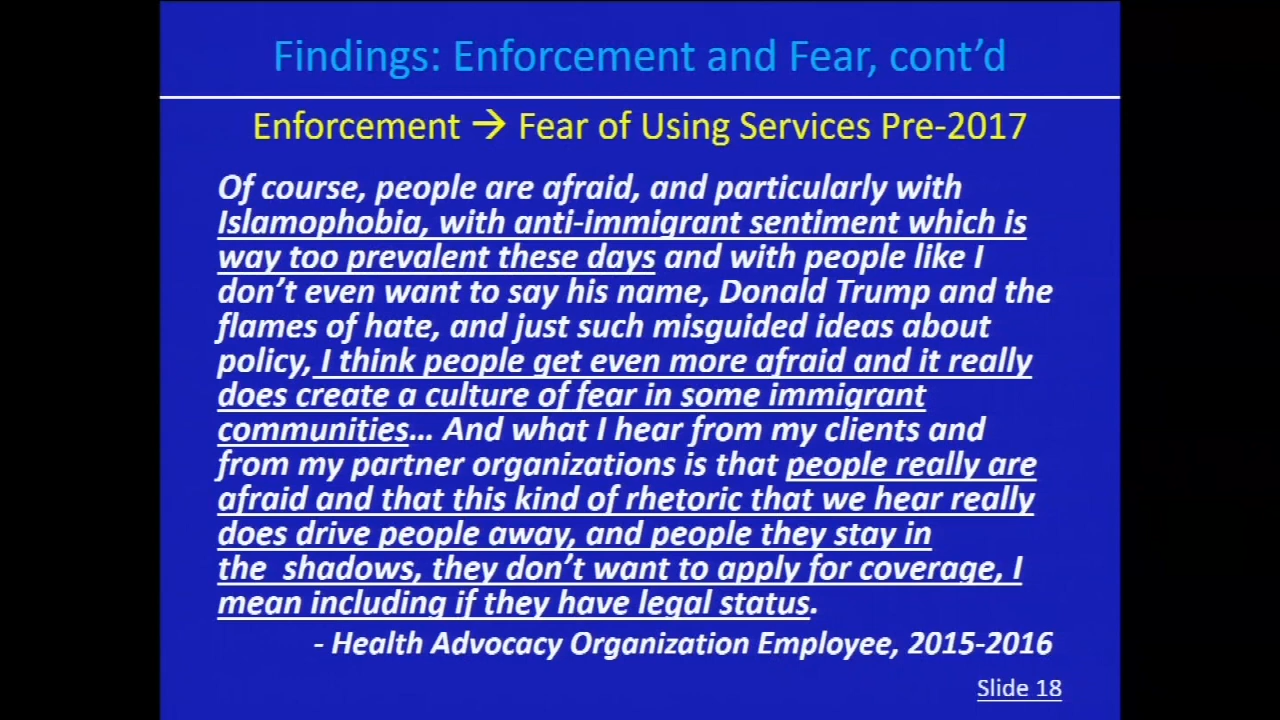 Findings: Enforcement and Fear, cont’d
Enforcement → Fear of Using Services Pre-2017
Of course, people are afraid, and particularly with
Islamophobia, with anti-immigrant sentiment which is
way too prevalent these days and with people like I
don’t even want to say his name, Donald Trump and the
flames of hate, and just such misguided ideas about
policy, I think people get even more afraid and it really
does create a culture of fear in some immigrant
communities… And what I hear from my clients and
from my partner organizations is that people really are
afraid and that this kind of rhetoric that we hear really
does drive people away, and people they stay in
the  shadows, they don’t want to apply for coverage, I
mean including if they have legal status.
- Health Advocacy Organization Employee, 2015-2016
Slide 18